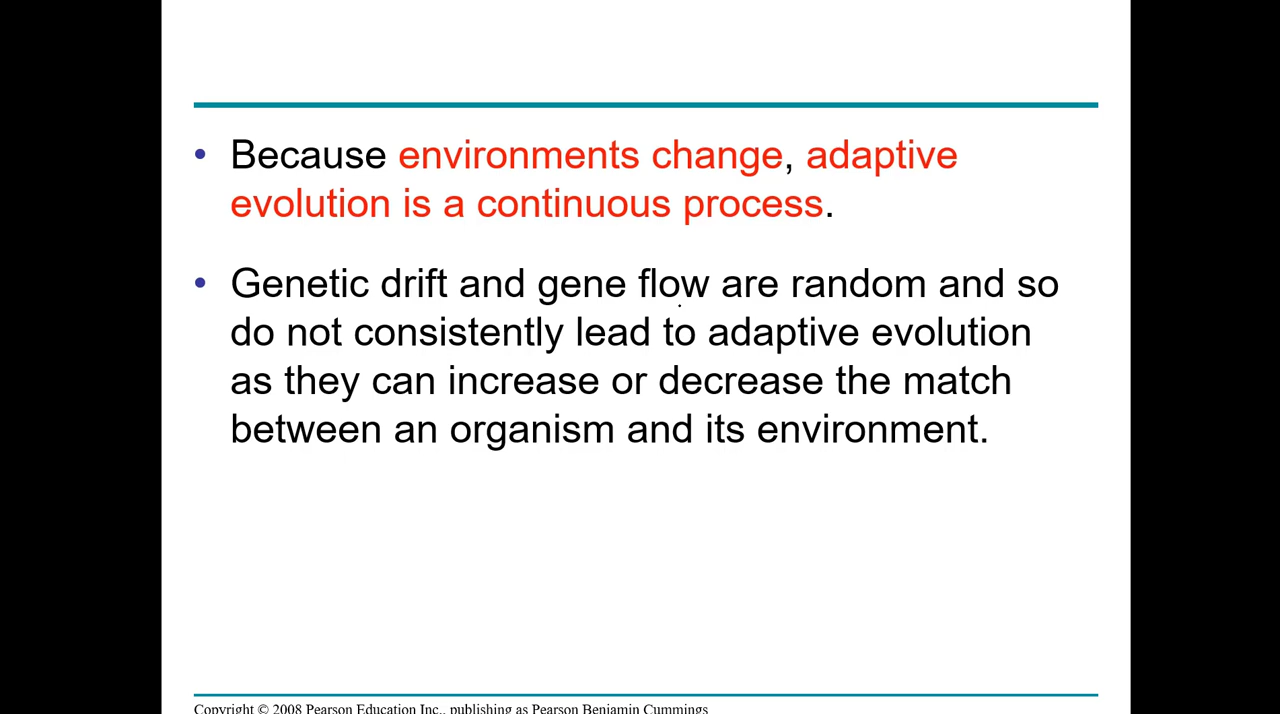 • Because environments change, adaptive
evolution is a continuous process.
• Genetic drift and gene flow are random and so
do not consistently lead to adaptive evolution
as they can increase or decrease the match
between an organism and its environment.
Copyright © 2008 Pearson Education Inc., publishing as Pearson Benjamin Cummings